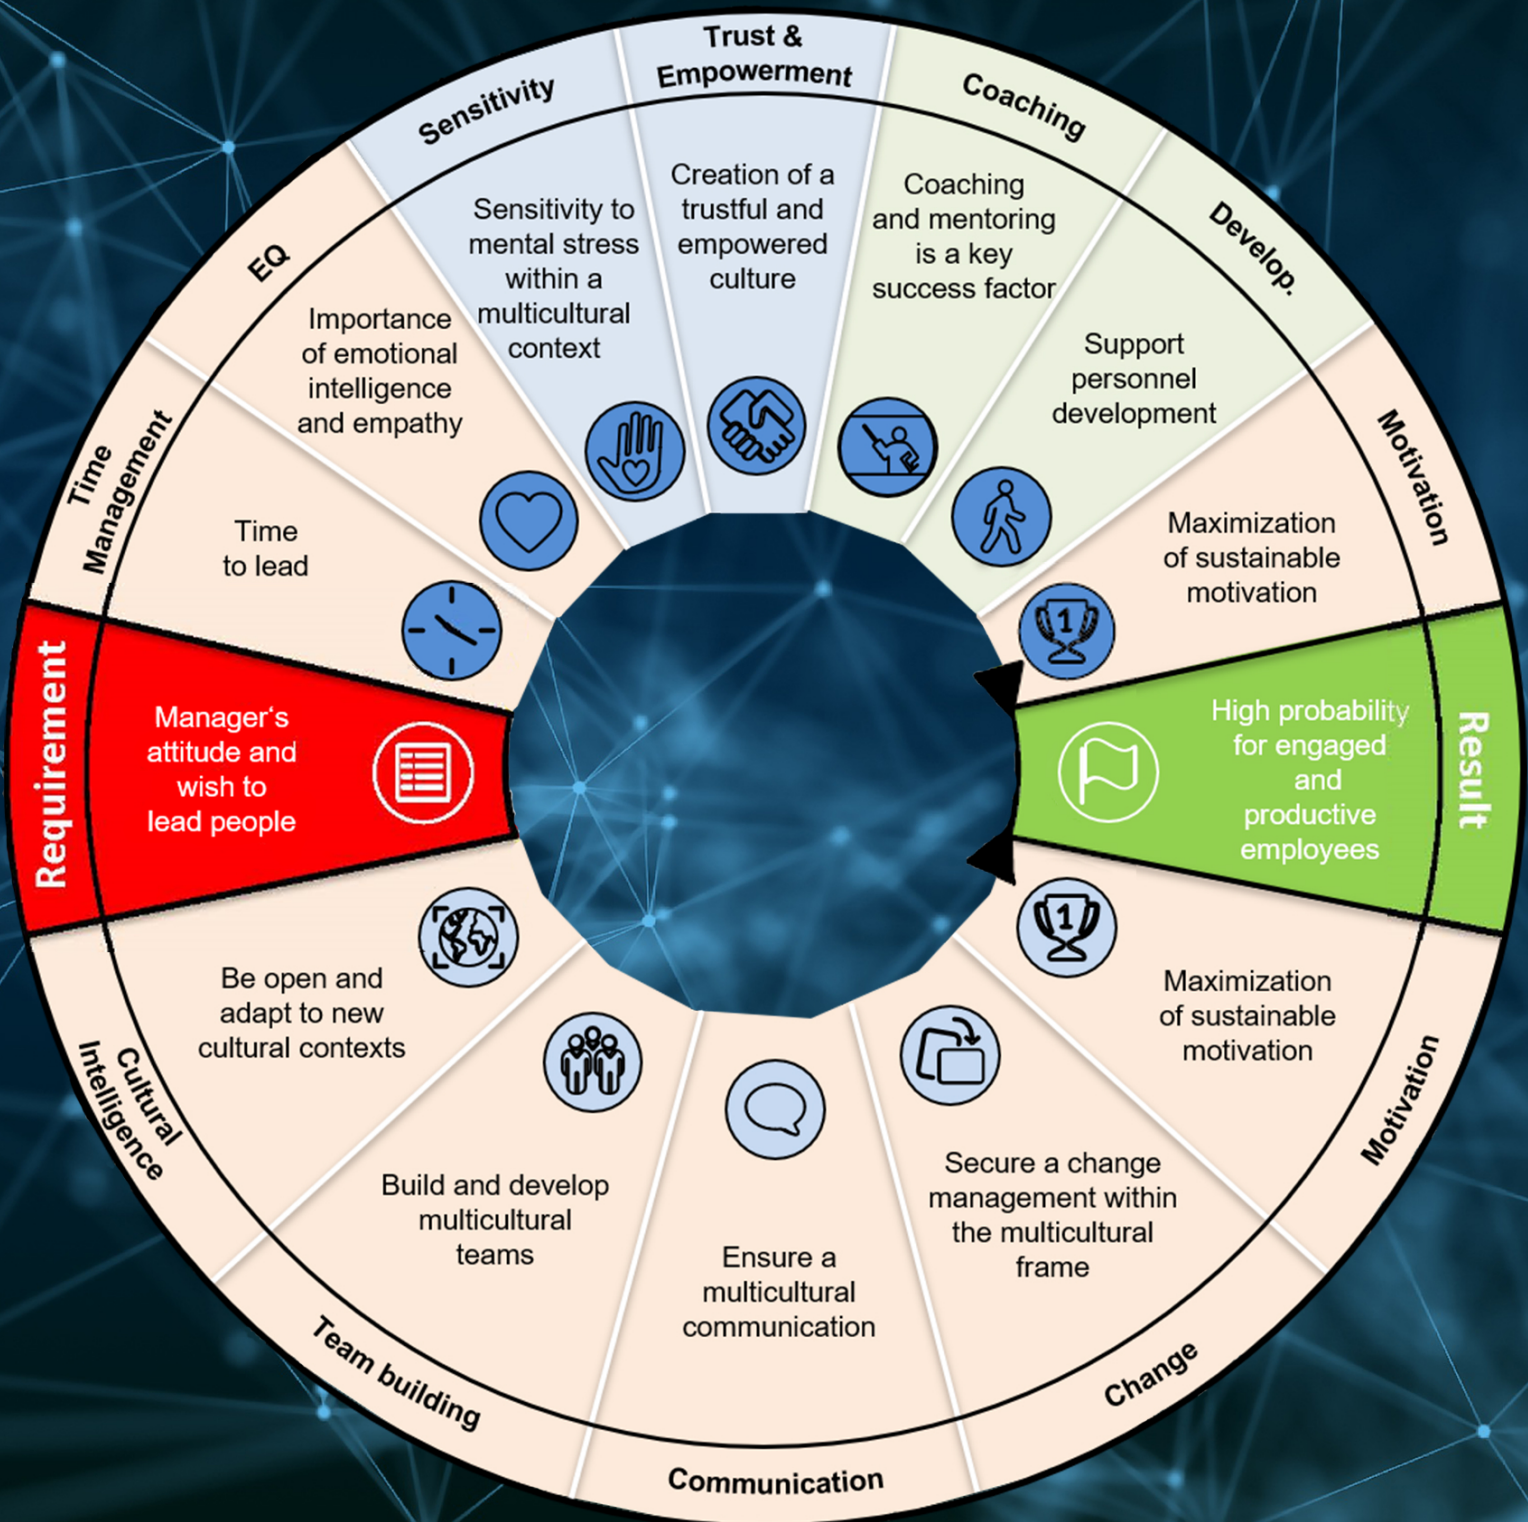 Trust &
Empowerment
Creation of a
trustful and
empowered
culture
Coaching
Coaching
and mentoring
is a key
success factor
Develop.
Support
personnel
development
Motivation
Maximization
of sustainable
motivation
1
Result
High probability
for engaged
and
productive
employees
Motivation
Maximization
of sustainable
motivation
1
Change
Secure a change
management within
the multicultural
frame
Communication
Ensure a
multicultural
communication
Team building
Build and develop
multicultural
teams
Cultural
Intelligence
Be open and
adapt to new
cultural contexts
Requirement
Manager‘s
attitude and
wish to
lead people
Time
Management
Time
to lead
EQ
Importance
of emotional
intelligence
and empathy
Sensitivity
Sensitivity to
mental stress
within a
multicultural
context